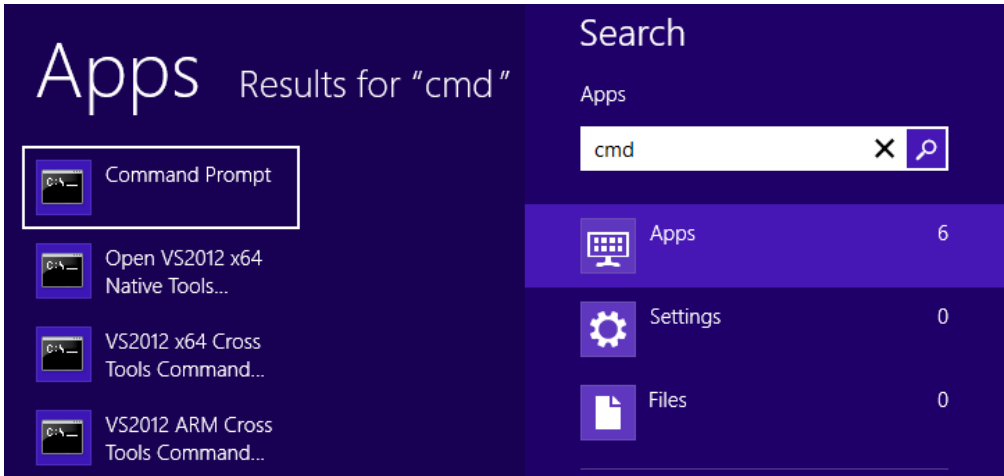 Apps Results for “cmd”
C:\_ Command Prompt
C:\_ Open VS2012 x64
Native Tools...
C:\_ VS2012 x64 Cross
Tools Command...
C:\_ VS2012 ARM Cross
Tools Command...
Search
Apps
cmd
Apps 6
Settings 0
Files 0